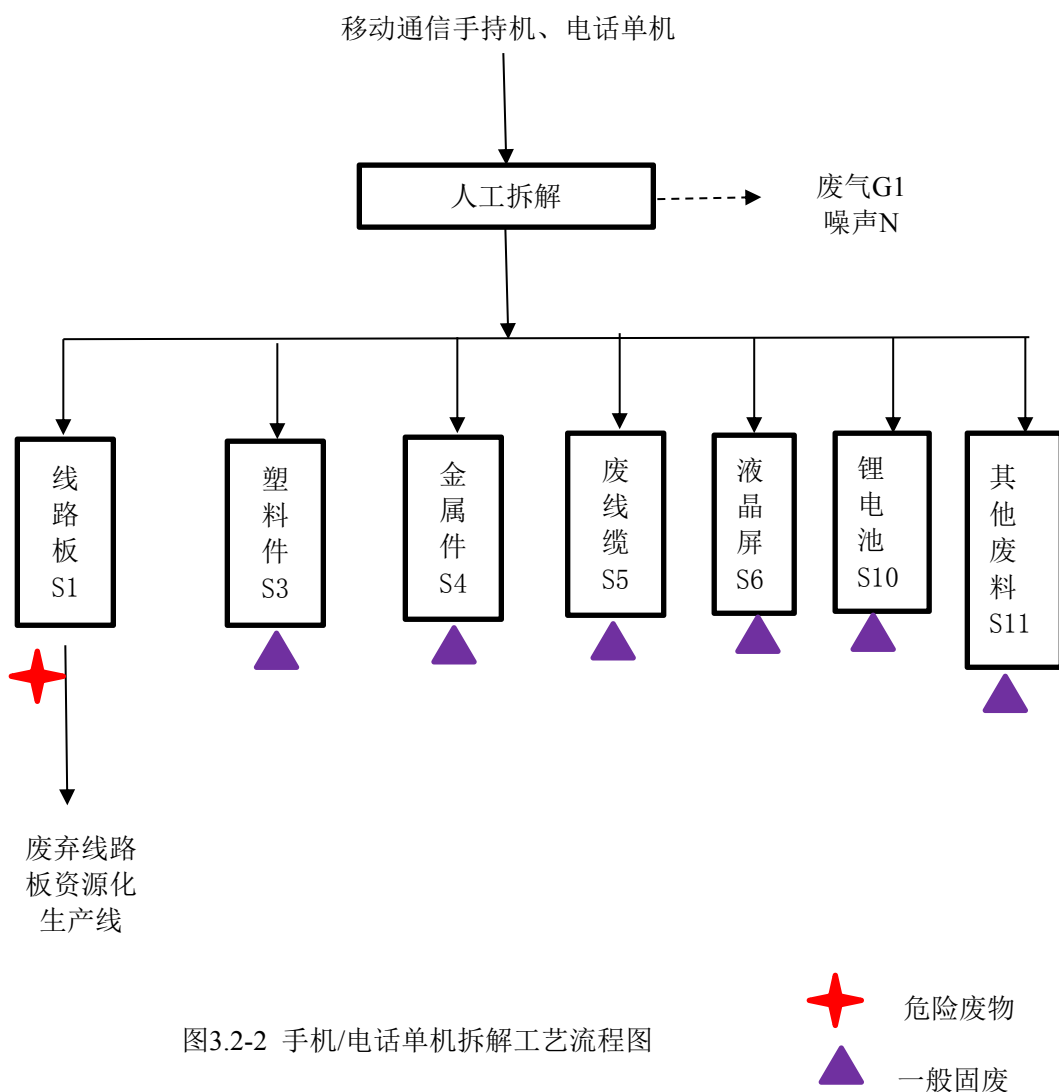 移动通信手持机、电话单机
人工拆解
废气G1
噪声N
线
路
板
S1
塑
料
件
S3
金
属
件
S4
废
线
缆
S5
液
晶
屏
S6
锂
电
池
S10
其
他
废
料
S11
废弃线路
板资源化
生产线
危险废物
图3.2-2 手机/电话单机拆解工艺流程图
一般固废